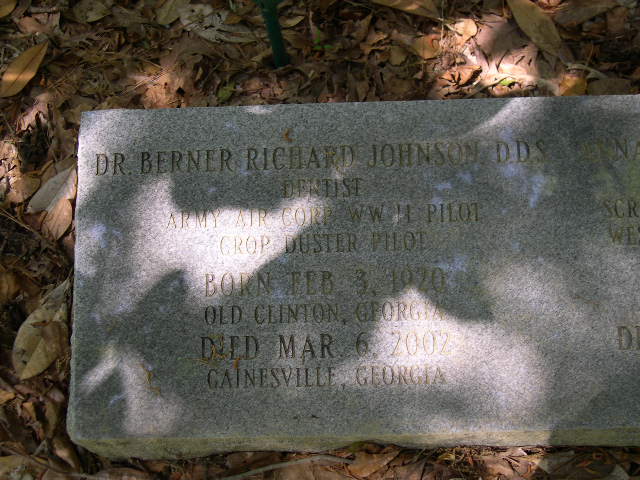 DR. BERNER RICHARD JOHNSON, D.D.S.
DENTIST
ARMY AIR CORP WW II PILOT
CROP DUSTER PILOT
BORN FEB. 3, 1920
OLD CLINTON, GEORGIA
DIED MAR 6, 2002
GAINESVILLE, GEORGIA